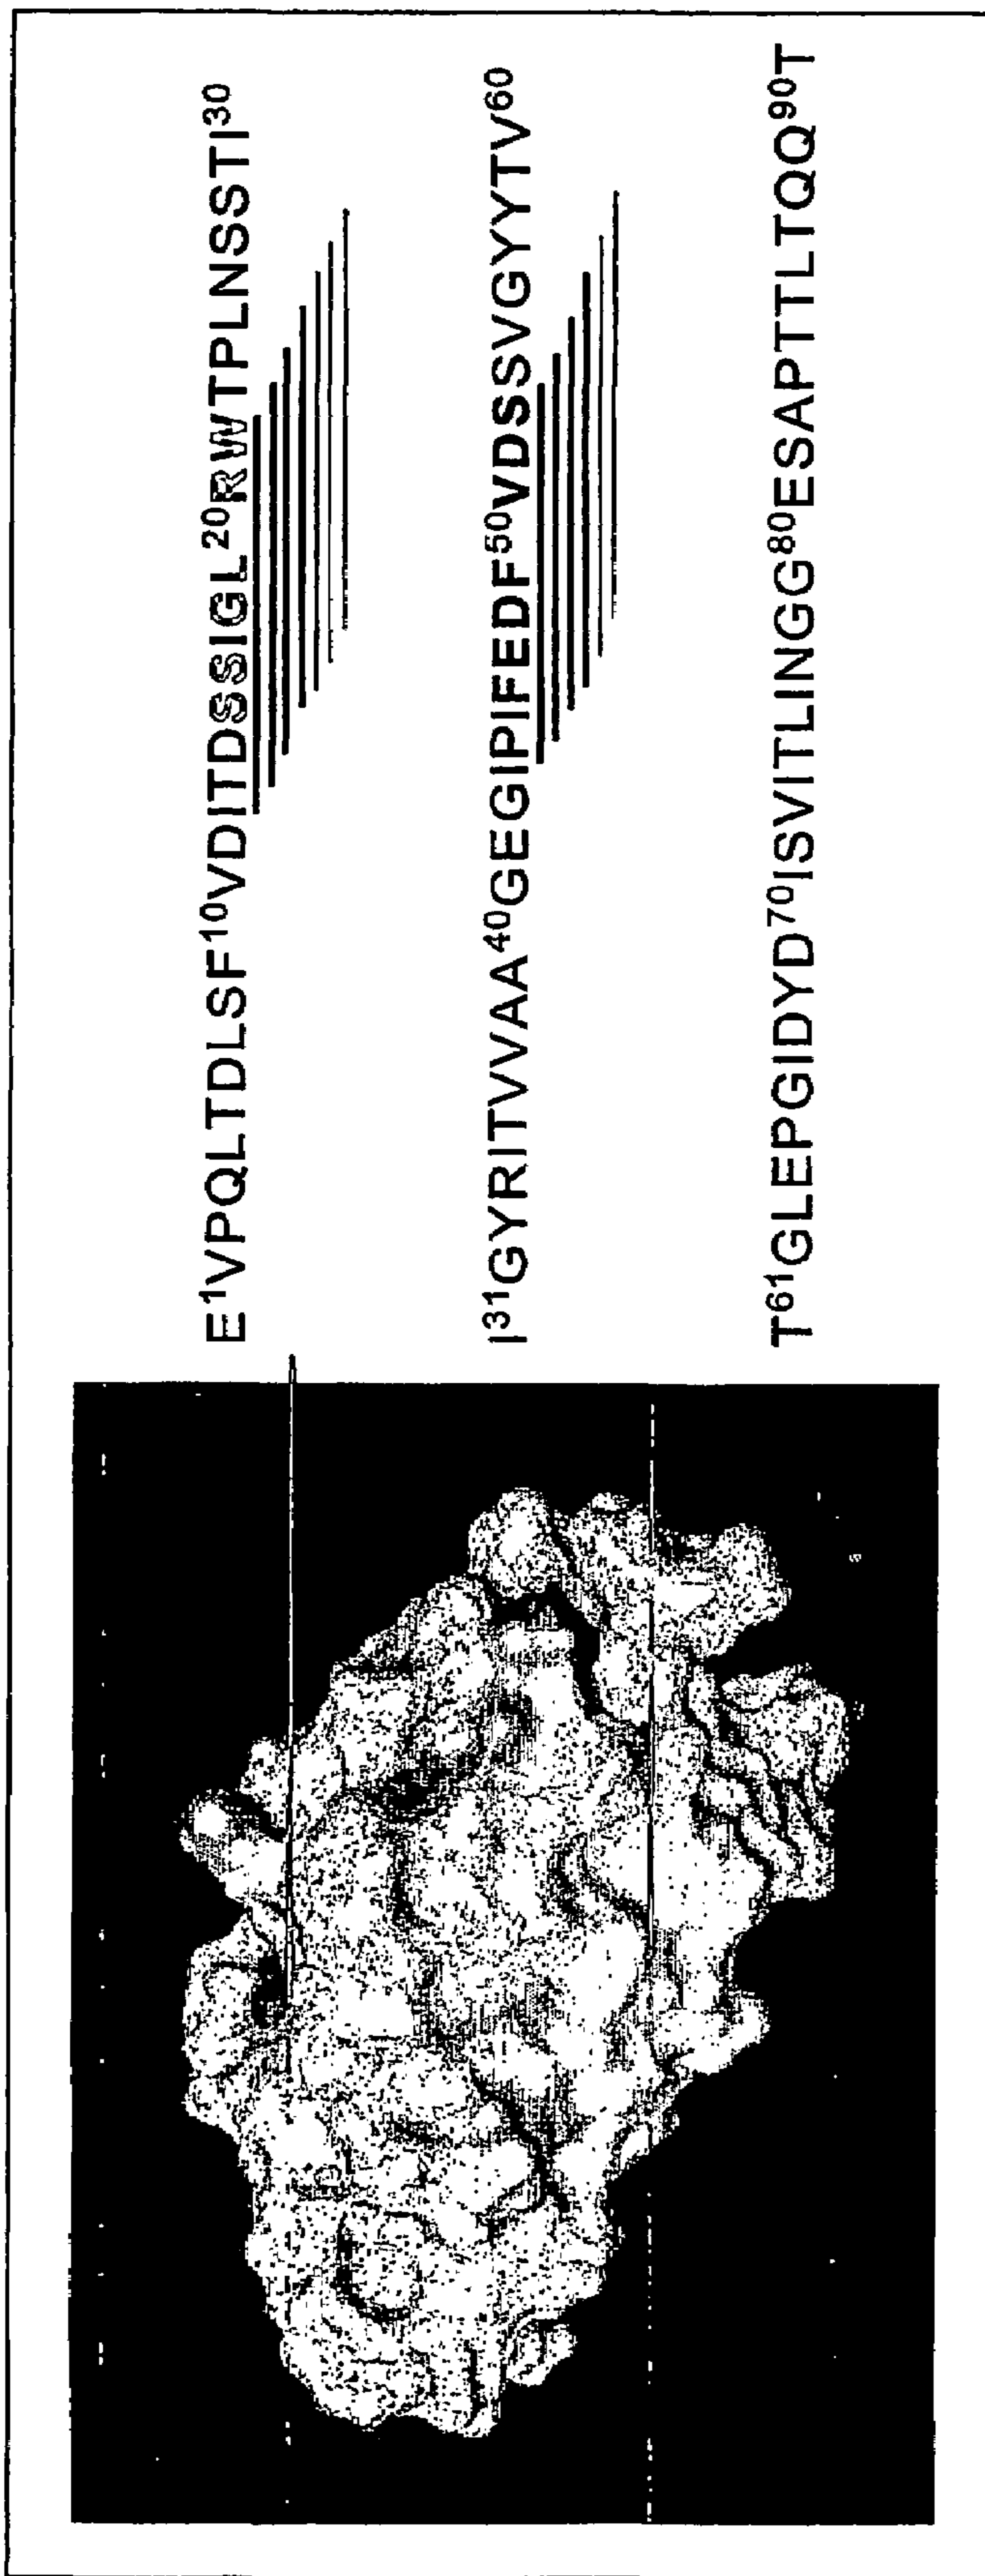 E¹VPQLTDLSF¹⁰VDITDSSIGL²⁰RWTPLNSSTI³⁰
I³¹GYRITVVAA⁴⁰GEGIPIFEDF⁵⁰VDSSVGYYTV⁶⁰
T⁶¹GLEPGIDYD⁷⁰ISVITLINGG⁸⁰ESAPTTLTQQ⁹⁰T